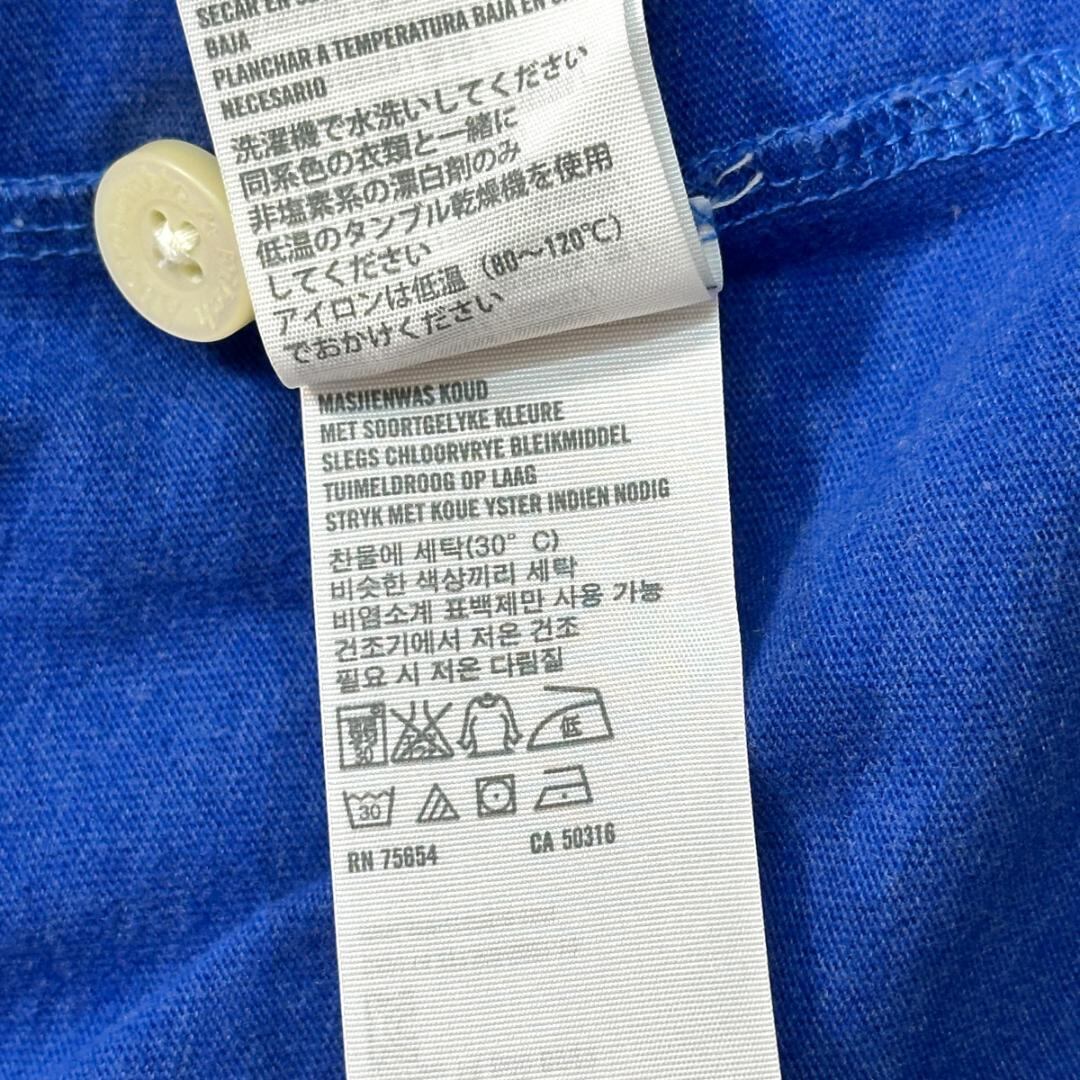 SECAR EN
BAJA
PLANCHAR A TEMPERATURA BAJA EN
NECESARIO
洗濯機で水洗いしてください
同系色の衣類と一緒に
非塩素系の漂白剤のみ
低温のタンブル乾燥機を使用
してください
アイロンは低温（80～120℃）
でおかけください
MASJIENWAS KOUD
MET SOORTGELYKE KLEURE
SLEGS CHLOORVRYE BLEIKMIDDEL
TUIMELDROOG OP LAAG
STRYK MET KOUE YSTER INDIEN NODIG
찬물에 세탁(30° C)
비슷한 색상끼리 세탁
비염소계 표백제만 사용 가능
건조기에서 저온 건조
필요 시 저온 다림질
30 低
30
RN 75654 CA 50316